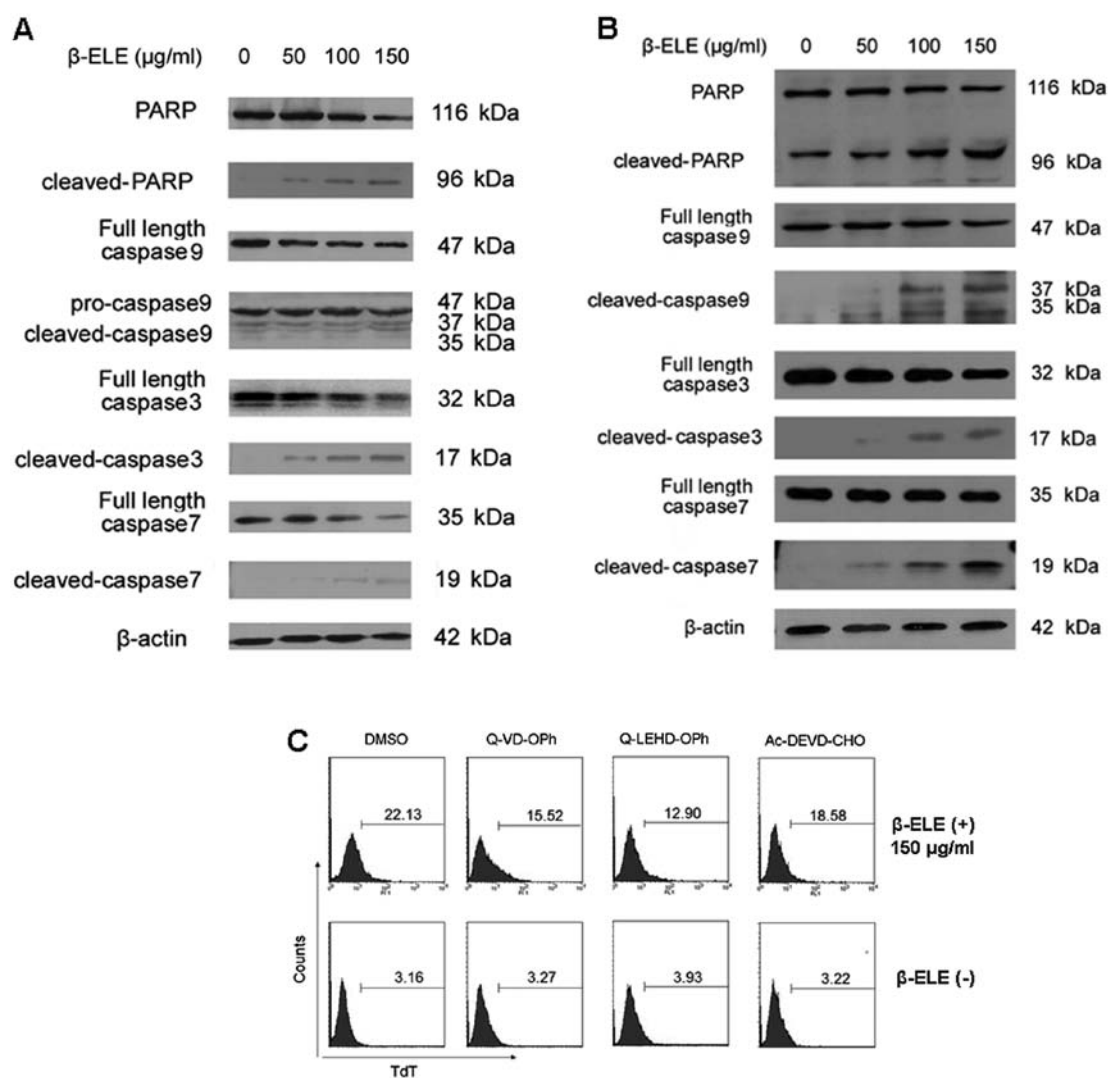 A
β-ELE (μg/ml) 0 50 100 150
PARP 116 kDa
cleaved-PARP 96 kDa
Full length
caspase9 47 kDa
pro-caspase9 47 kDa
37 kDa
cleaved-caspase9
35 kDa
Full length
caspase3 32 kDa
cleaved-caspase3 17 kDa
Full length
caspase7 35 kDa
cleaved-caspase7 19 kDa
β-actin 42 kDa
B
β-ELE (μg/ml) 0 50 100 150
PARP 116 kDa
cleaved-PARP 96 kDa
Full length
caspase9 47 kDa
cleaved-caspase9 37 kDa
35 kDa
Full length
caspase3 32 kDa
cleaved-caspase3 17 kDa
Full length
caspase7 35 kDa
cleaved-caspase7 19 kDa
β-actin 42 kDa
C
DMSO Q-VD-OPh Q-LEHD-OPh Ac-DEVD-CHO
22.13 15.52 12.90 18.58
β-ELE (+)
150 μg/ml
3.16 3.27 3.93 3.22
β-ELE (-)
Counts
TdT